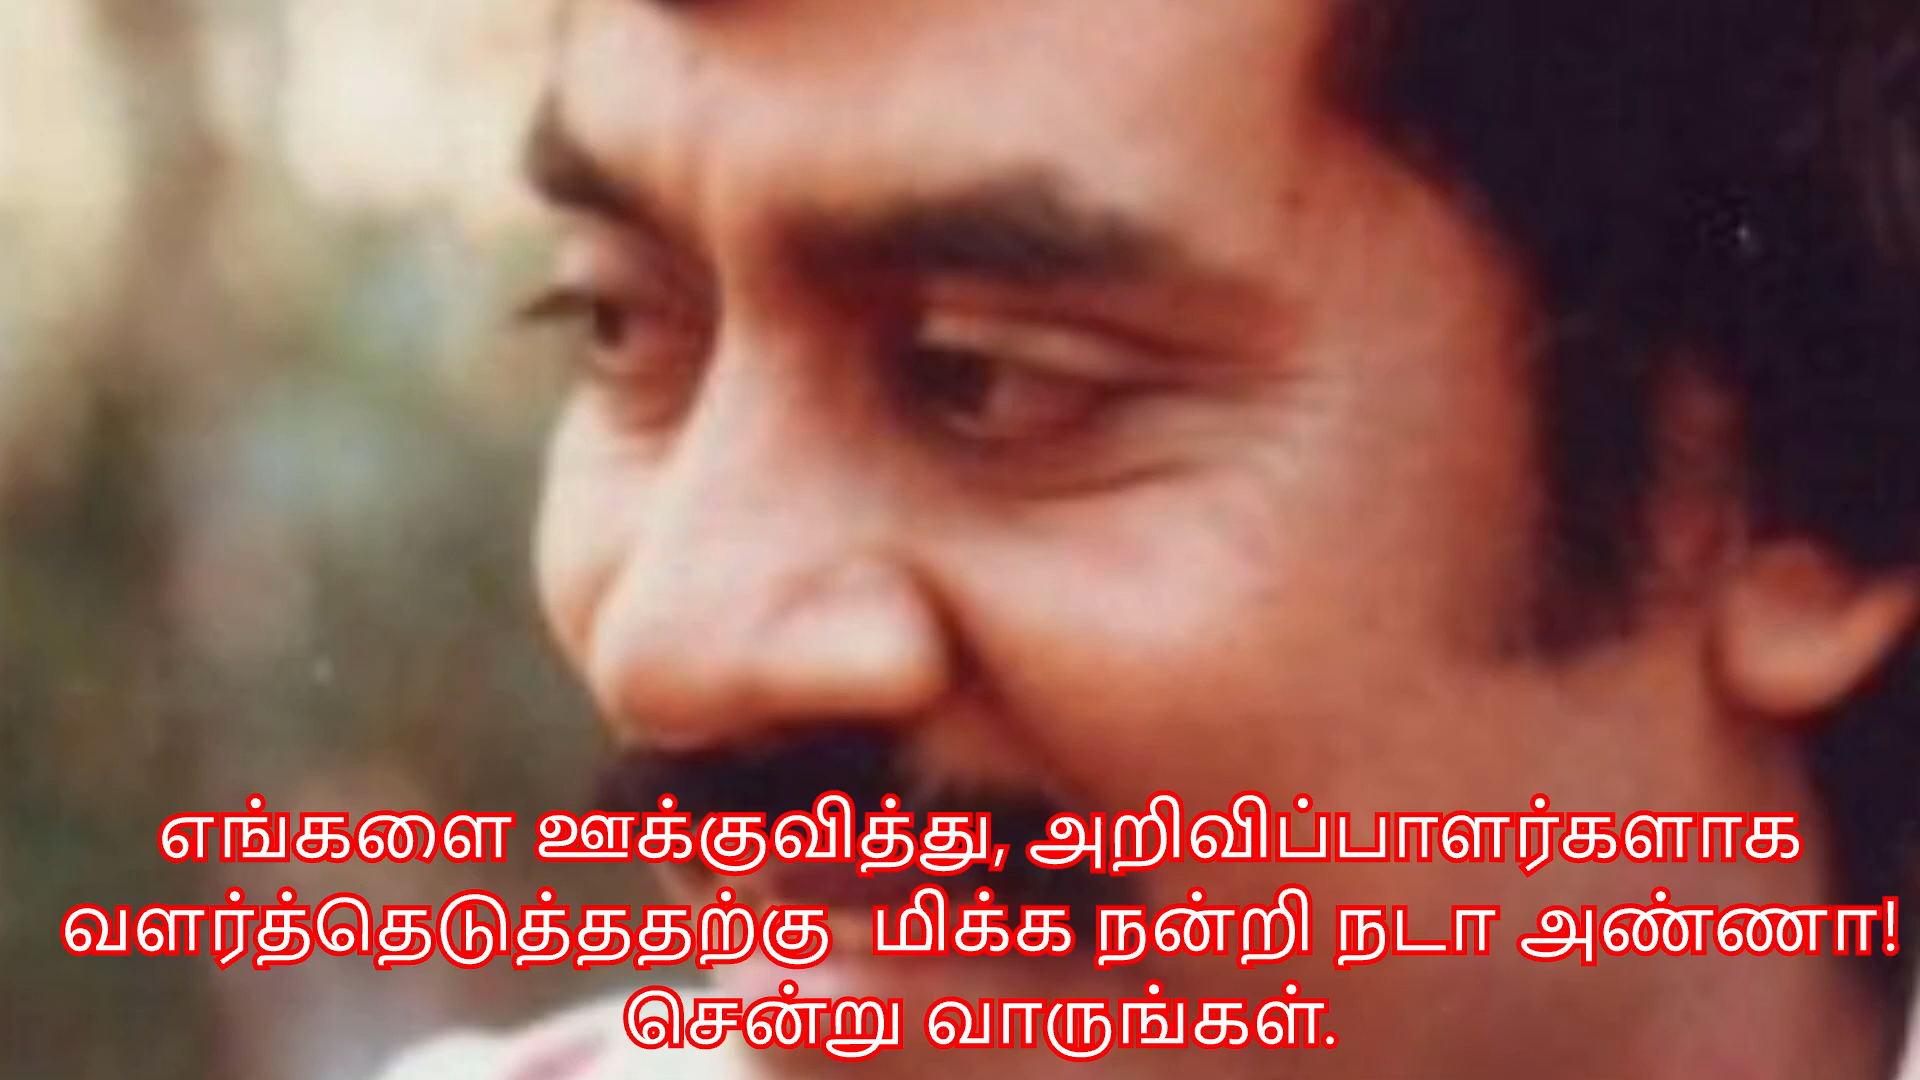 எங்களை ஊக்குவித்து, அறிவிப்பாளர்களாக
வளர்த்தெடுத்ததற்கு மிக்க நன்றி நடா அண்ணா!
சென்று வாருங்கள்.